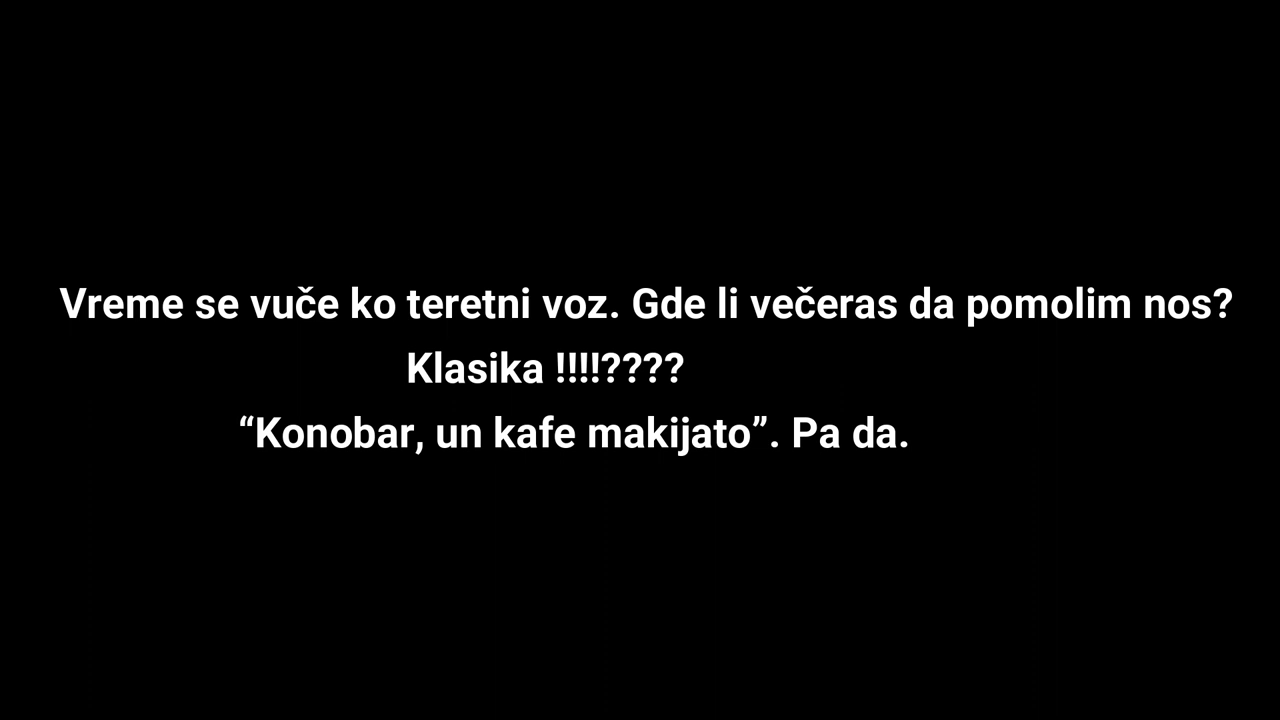 Vreme se vuče ko teretni voz. Gde li večeras da pomolim nos?
Klasika !!!!????
“Konobar, un kafe makijato”. Pa da.